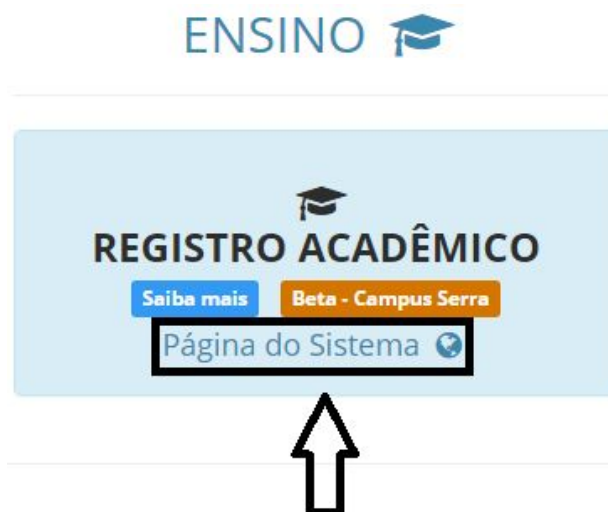 ENSINO
REGISTRO ACADÊMICO
Saiba mais Beta - Campus Serra
Página do Sistema